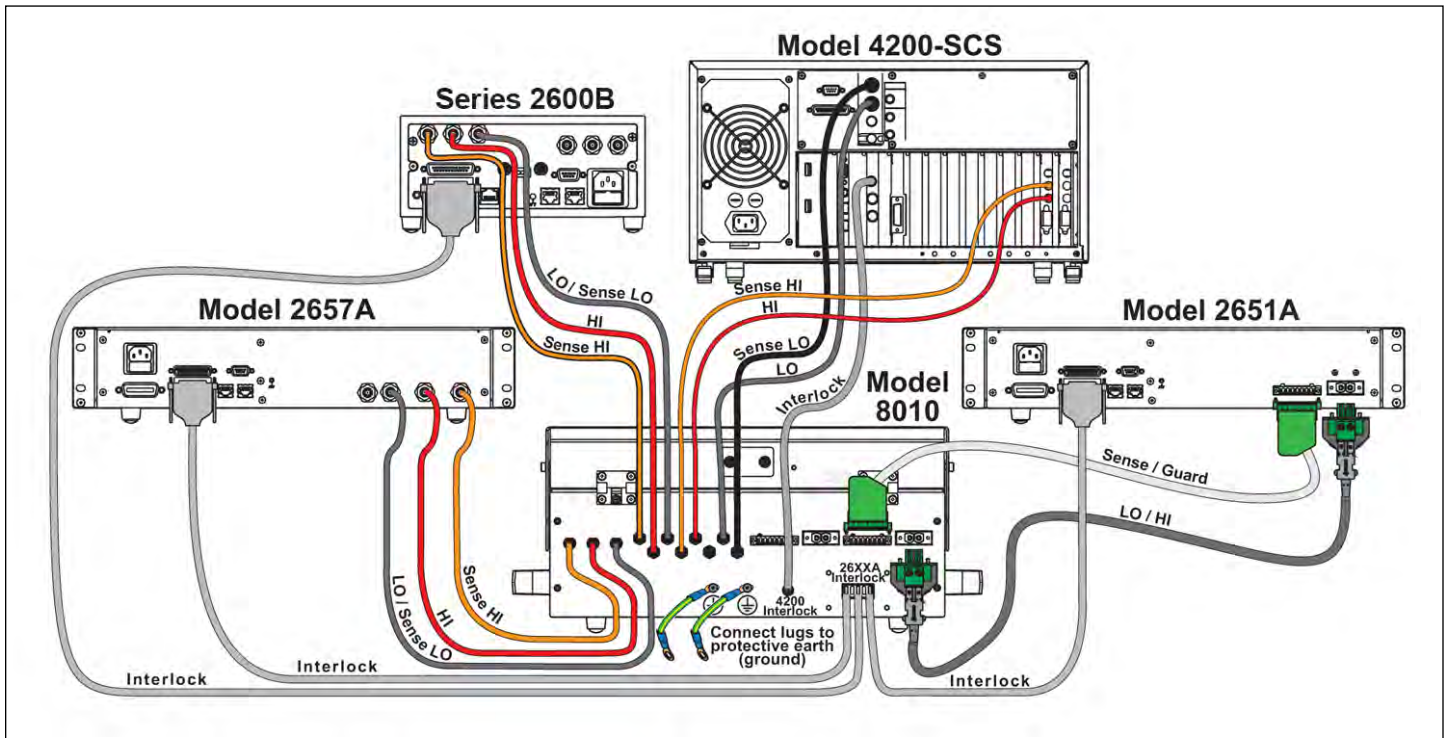 Model 4200-SCS
Series 2600B
Model 2657A
Model 2651A
Model
8010
LO / Sense LO
HI
Sense HI
Sense HI
HI
Sense LO
LO
Interlock
Sense / Guard
LO / HI
26XXA
Interlock
4200
Interlock
Connect lugs to
protective earth
(ground)
Sense HI
HI
LO / Sense LO
Interlock
Interlock
Interlock